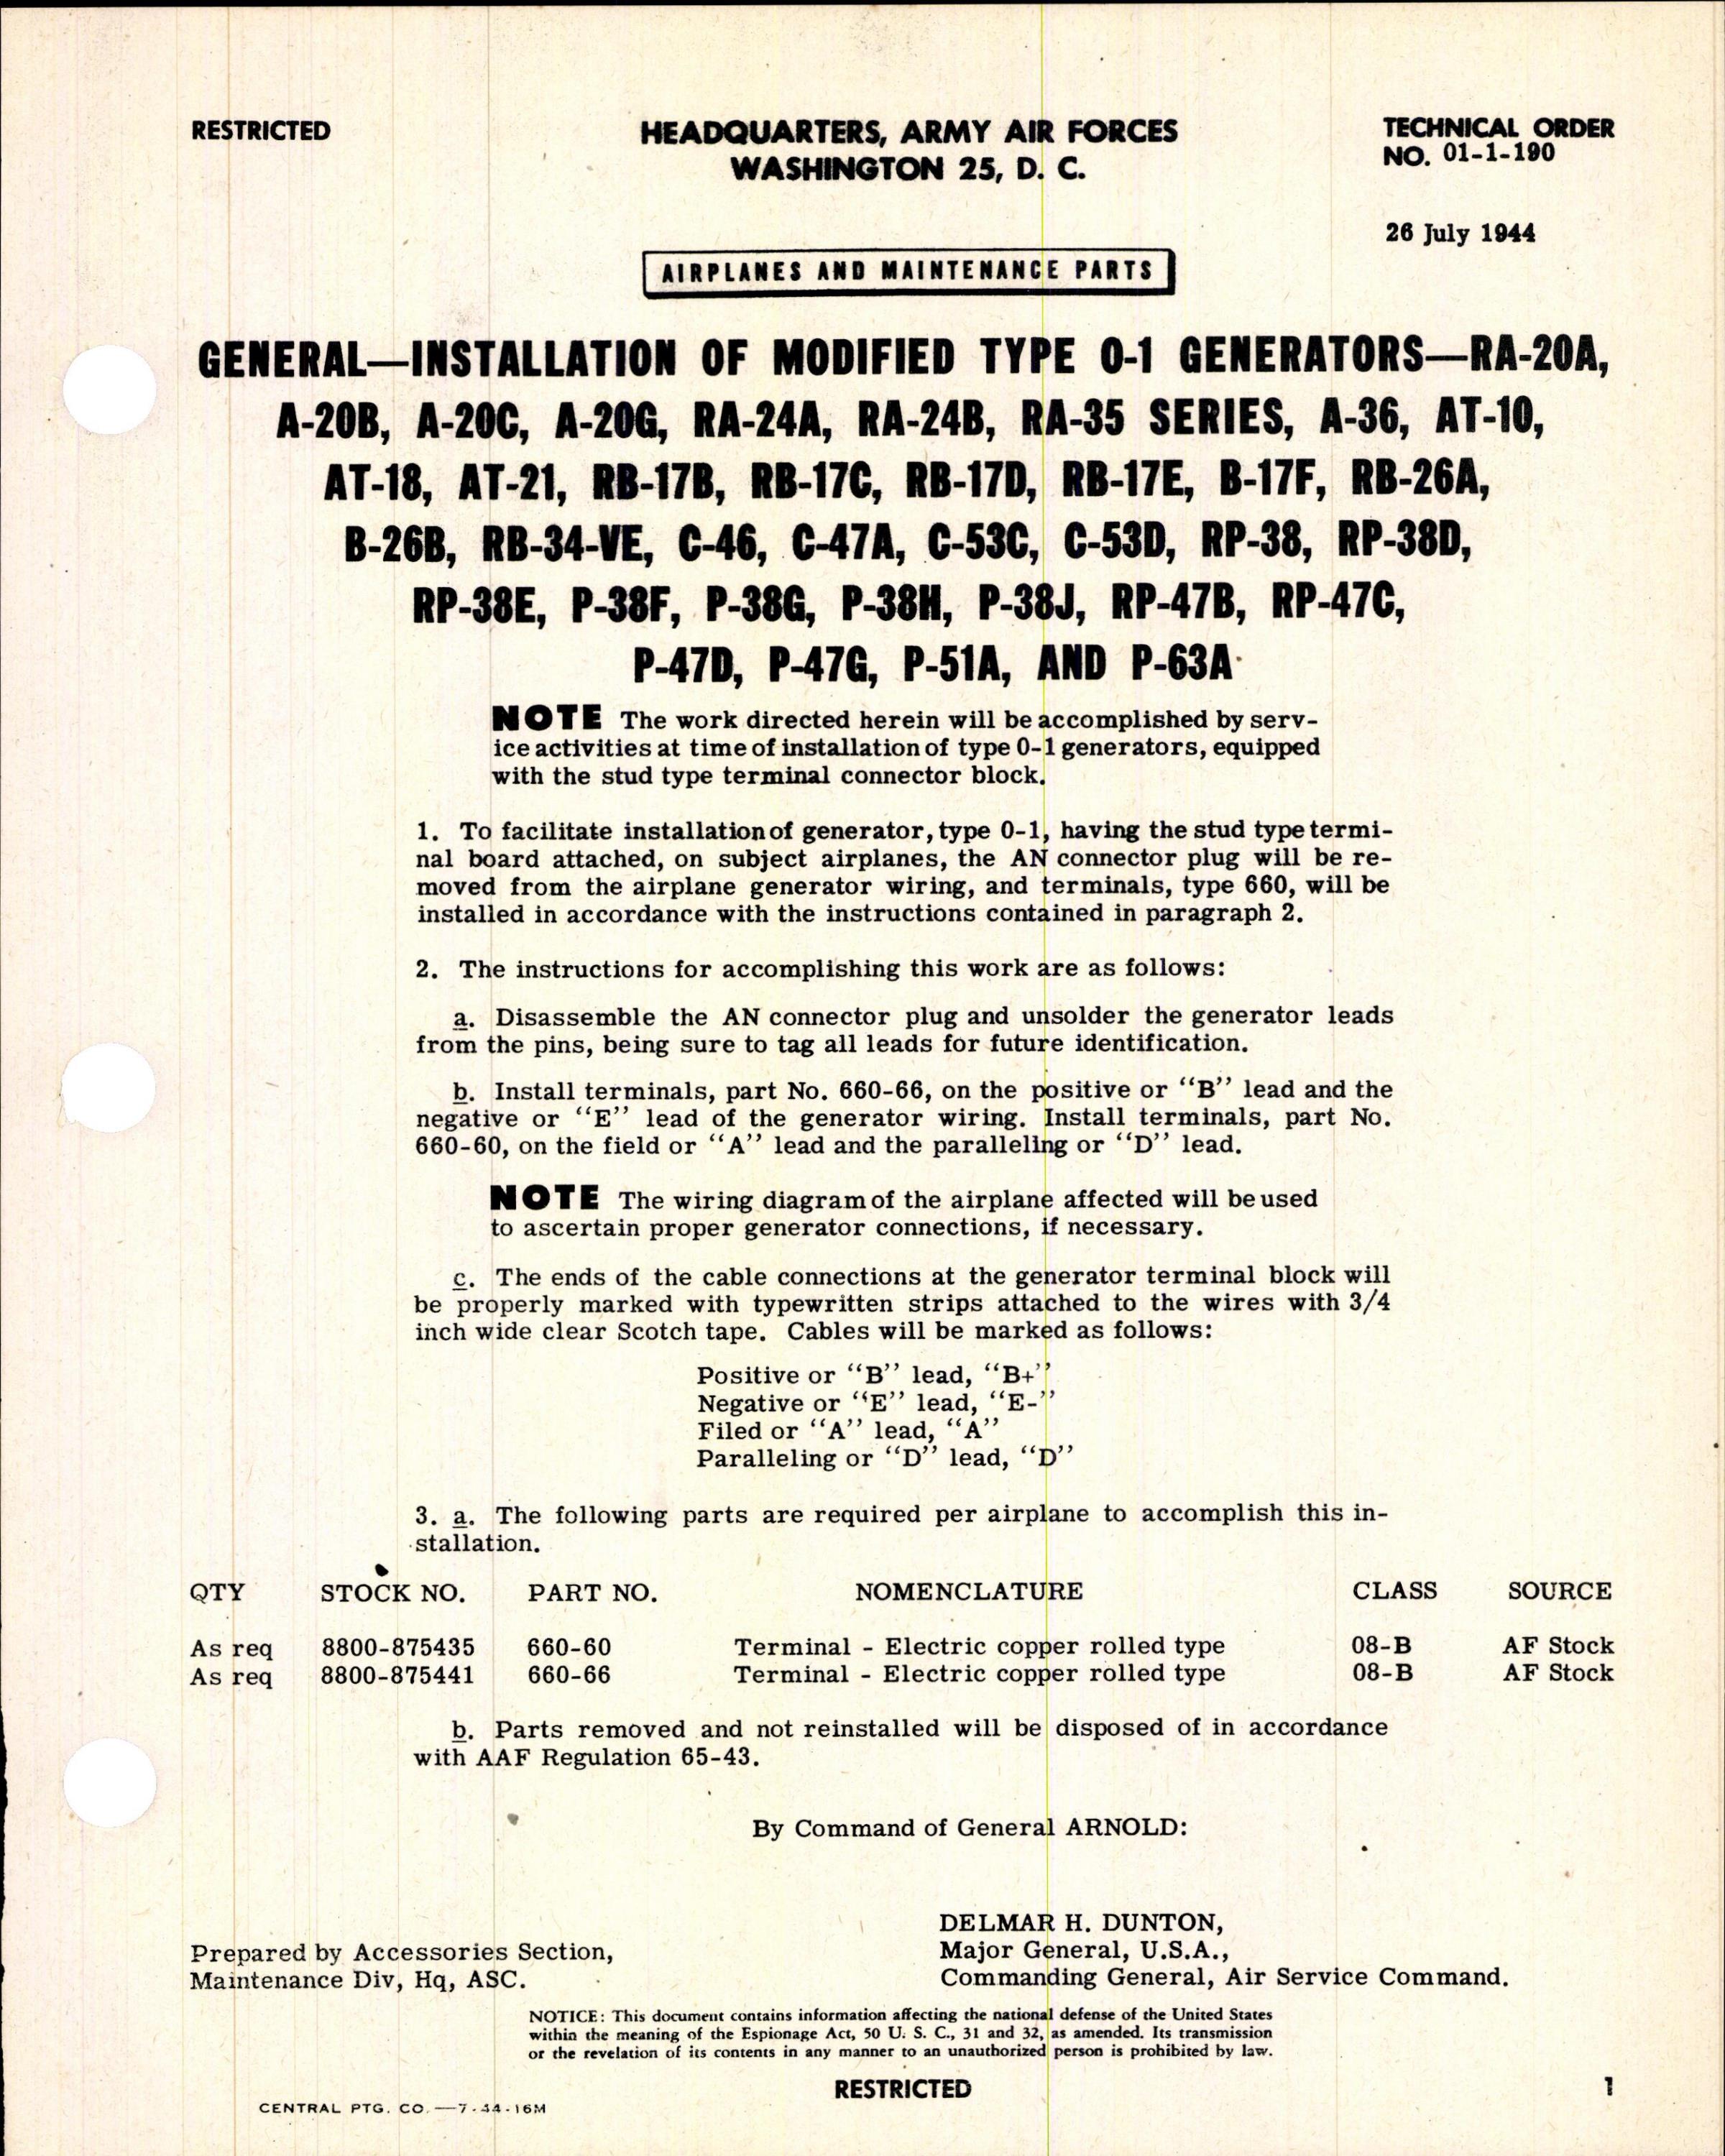 RESTRICTED
HEADQUARTERS, ARMY AIR FORCES
WASHINGTON 25, D. C.
TECHNICAL ORDER
NO. 01-1-190
26 July 1944
AIRPLANES AND MAINTENANCE PARTS
GENERAL—INSTALLATION OF MODIFIED TYPE 0-1 GENERATORS—RA-20A,
A-20B, A-20C, A-20G, RA-24A, RA-24B, RA-35 SERIES, A-36, AT-10,
AT-18, AT-21, RB-17B, RB-17C, RB-17D, RB-17E, B-17F, RB-26A,
B-26B, RB-34-VE, C-46, C-47A, C-53C, C-53D, RP-38, RP-38D,
RP-38E, P-38F, P-38G, P-38H, P-38J, RP-47B, RP-47C,
P-47D, P-47G, P-51A, AND P-63A
NOTE The work directed herein will be accomplished by serv-
ice activities at time of installation of type 0-1 generators, equipped
with the stud type terminal connector block.
1. To facilitate installation of generator, type 0-1, having the stud type termi-
nal board attached, on subject airplanes, the AN connector plug will be re-
moved from the airplane generator wiring, and terminals, type 660, will be
installed in accordance with the instructions contained in paragraph 2.
2. The instructions for accomplishing this work are as follows:
a. Disassemble the AN connector plug and unsolder the generator leads
from the pins, being sure to tag all leads for future identification.
b. Install terminals, part No. 660-66, on the positive or "B" lead and the
negative or "E" lead of the generator wiring. Install terminals, part No.
660-60, on the field or "A" lead and the paralleling or "D" lead.
NOTE The wiring diagram of the airplane affected will be used
to ascertain proper generator connections, if necessary.
c. The ends of the cable connections at the generator terminal block will
be properly marked with typewritten strips attached to the wires with 3/4
inch wide clear Scotch tape. Cables will be marked as follows:
Positive or "B" lead, "B+"
Negative or "E" lead, "E-"
Filed or "A" lead, "A"
Paralleling or "D" lead, "D"
3. a. The following parts are required per airplane to accomplish this in-
stallation.
QTY STOCK NO. PART NO. NOMENCLATURE CLASS SOURCE
As req 8800-875435 660-60 Terminal - Electric copper rolled type 08-B AF Stock
As req 8800-875441 660-66 Terminal - Electric copper rolled type 08-B AF Stock
b. Parts removed and not reinstalled will be disposed of in accordance
with AAF Regulation 65-43.
By Command of General ARNOLD:
DELMAR H. DUNTON,
Major General, U.S.A.,
Commanding General, Air Service Command.
Prepared by Accessories Section,
Maintenance Div, Hq, ASC.
NOTICE: This document contains information affecting the national defense of the United States
within the meaning of the Espionage Act, 50 U. S. C., 31 and 32, as amended. Its transmission
or the revelation of its contents in any manner to an unauthorized person is prohibited by law.
RESTRICTED
1
CENTRAL PTG. CO.—7-44-16M